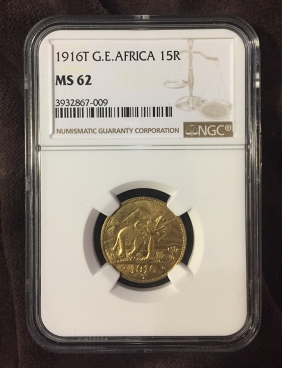 1916T G.E.AFRICA 15R
MS 62
3932867-009
NUMISMATIC GUARANTY CORPORATION
NGC®
1916
T